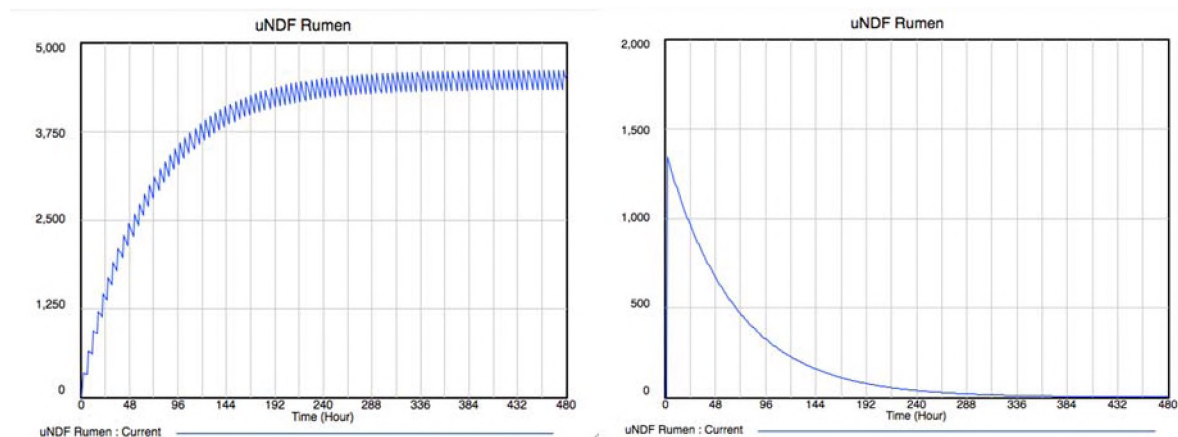 uNDF Rumen
5,000
3,750
2,500
1,250
0
0 48 96 144 192 240 288 336 384 432 480
Time (Hour)
uNDF Rumen : Current
uNDF Rumen
2,000
1,500
1,000
500
0
0 48 96 144 192 240 288 336 384 432 480
Time (Hour)
uNDF Rumen : Current